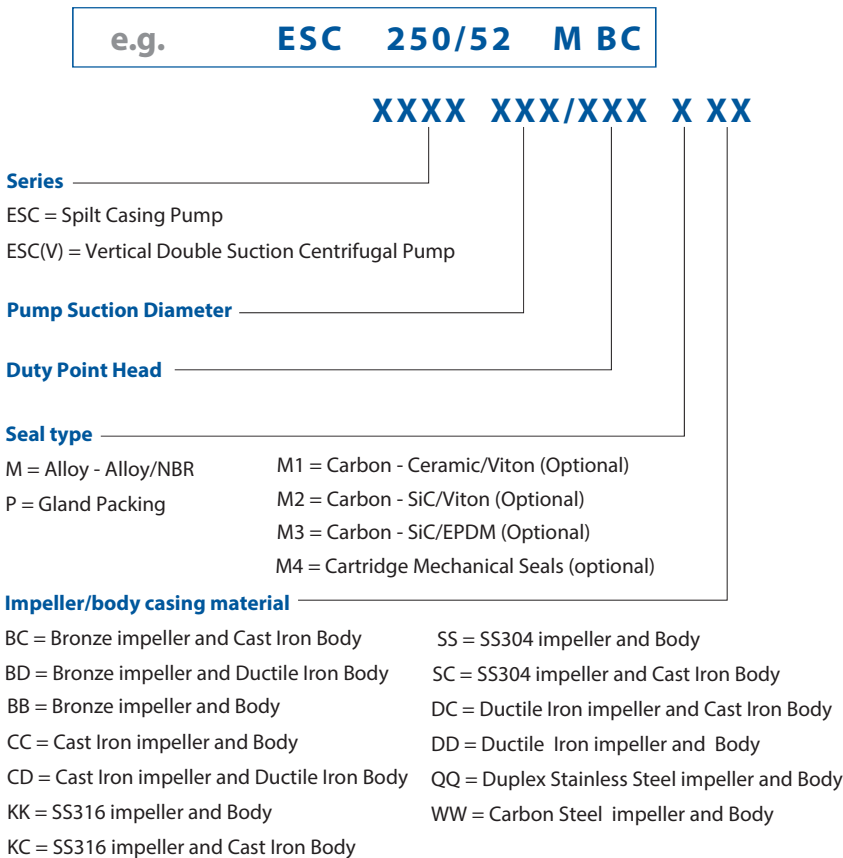 e.g. ESC 250/52 M BC
XXXX XXX/XXX X XX
Series
ESC = Spilt Casing Pump
ESC(V) = Vertical Double Suction Centrifugal Pump
Pump Suction Diameter
Duty Point Head
Seal type
M = Alloy - Alloy/NBR
P = Gland Packing
M1 = Carbon - Ceramic/Viton (Optional)
M2 = Carbon - SiC/Viton (Optional)
M3 = Carbon - SiC/EPDM (Optional)
M4 = Cartridge Mechanical Seals (optional)
Impeller/body casing material
BC = Bronze impeller and Cast Iron Body
BD = Bronze impeller and Ductile Iron Body
BB = Bronze impeller and Body
CC = Cast Iron impeller and Body
CD = Cast Iron impeller and Ductile Iron Body
KK = SS316 impeller and Body
KC = SS316 impeller and Cast Iron Body
SS = SS304 impeller and Body
SC = SS304 impeller and Cast Iron Body
DC = Ductile Iron impeller and Cast Iron Body
DD = Ductile Iron impeller and Body
QQ = Duplex Stainless Steel impeller and Body
WW = Carbon Steel impeller and Body